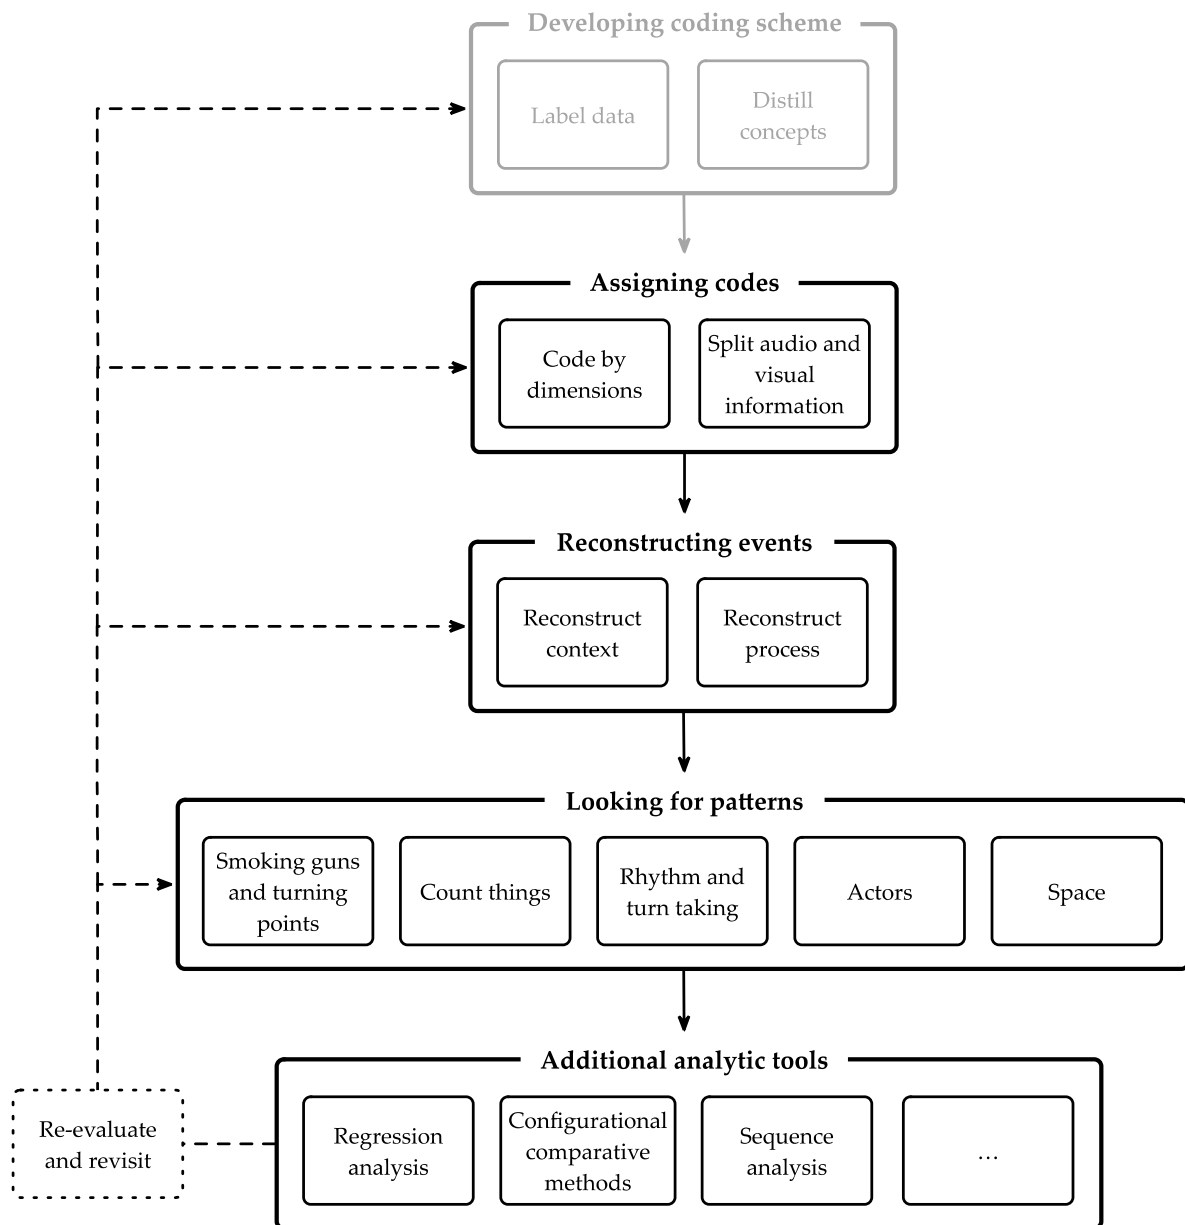 Developing coding scheme
Label data
Distill
concepts
Assigning codes
Code by
dimensions
Split audio and
visual
information
Reconstructing events
Reconstruct
context
Reconstruct
process
Looking for patterns
Smoking guns
and turning
points
Count things
Rhythm and
turn taking
Actors
Space
Additional analytic tools
Re-evaluate
and revisit
Regression
analysis
Configurational
comparative
methods
Sequence
analysis
…